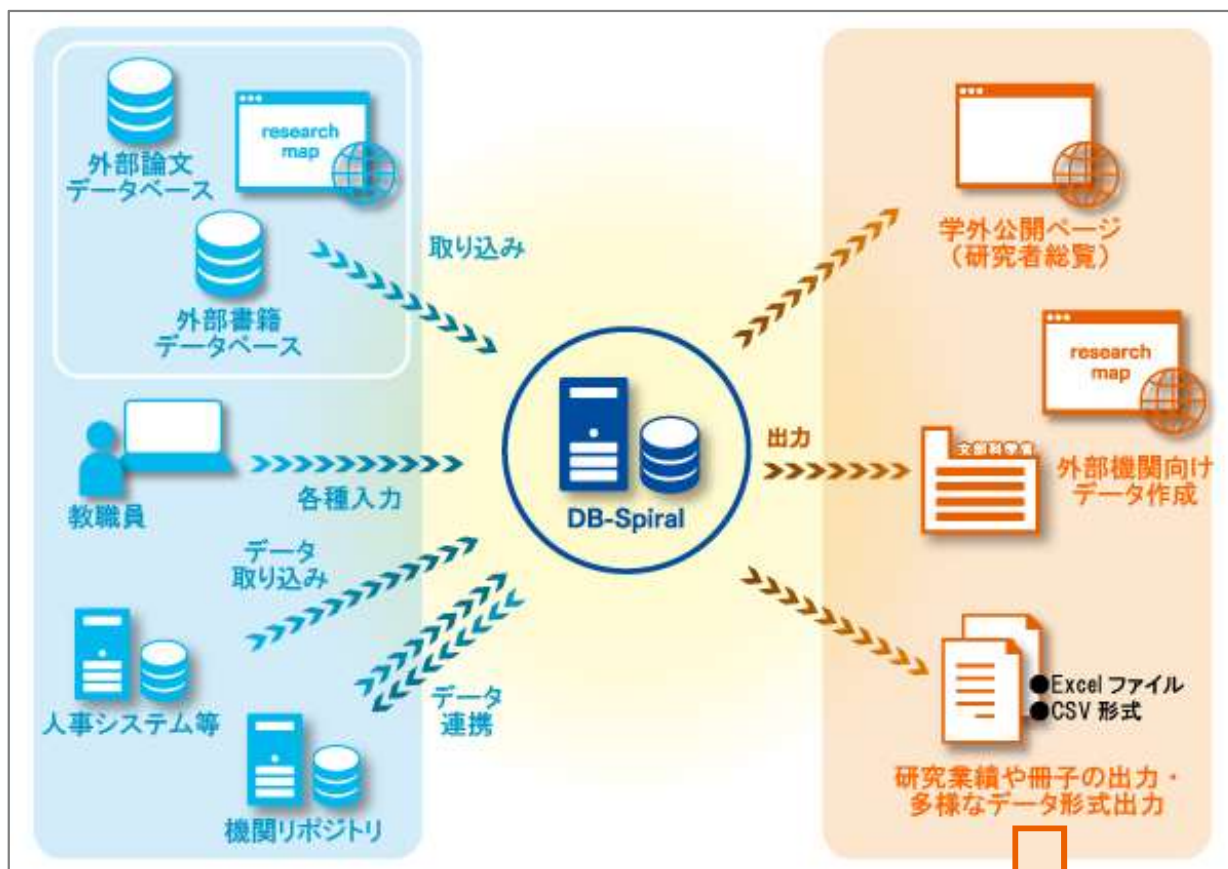 research
map
外部論文
データベース
外部書籍
データベース
取り込み
教職員
各種入力
データ
取り込み
人事システム等
データ
連携
機関リポジトリ
DB-Spiral
出力
学外公開ページ
（研究者総覧）
research
map
文部科学省
外部機関向け
データ作成
●Excel ファイル
●CSV 形式
研究業績や冊子の出力・
多様なデータ形式出力